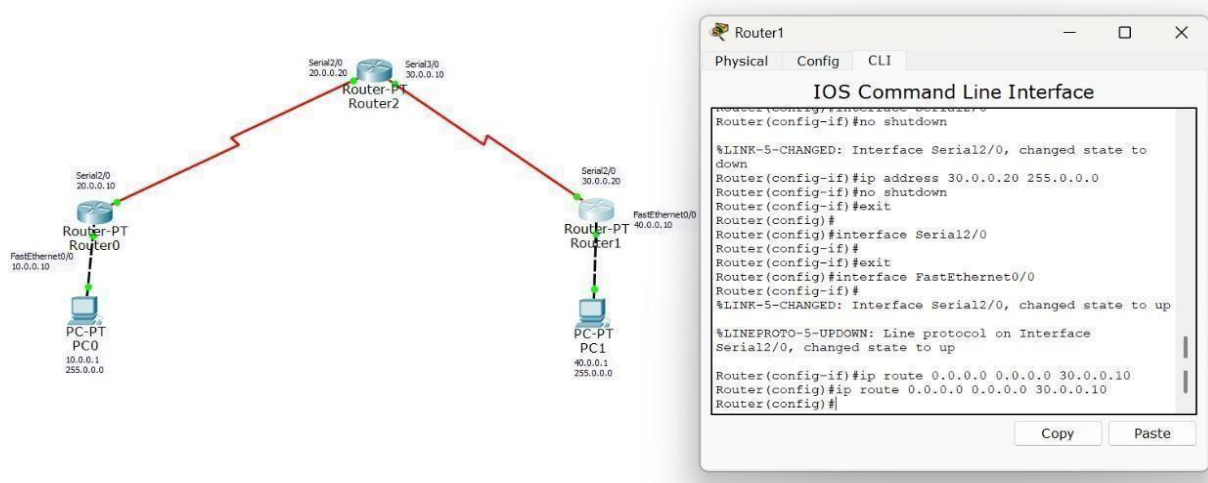 Serial2/0
20.0.0.20
Serial3/0
30.0.0.10
Router-PT
Router2
Serial2/0
20.0.0.10
Router-PT
Router0
FastEthernet0/0
10.0.0.10
PC-PT
PC0
10.0.0.1
255.0.0.0
Serial2/0
30.0.0.20
FastEthernet0/0
40.0.0.10
Router-PT
Router1
PC-PT
PC1
40.0.0.1
255.0.0.0
Router1
Physical Config CLI
IOS Command Line Interface
Router(config)#interface Serial2/0
Router(config-if)#no shutdown
%LINK-5-CHANGED: Interface Serial2/0, changed state to
down
Router(config-if)#ip address 30.0.0.20 255.0.0.0
Router(config-if)#no shutdown
Router(config-if)#exit
Router(config)#
Router(config)#interface Serial2/0
Router(config-if)#
Router(config-if)#exit
Router(config)#interface FastEthernet0/0
Router(config-if)#
%LINK-5-CHANGED: Interface Serial2/0, changed state to up
%LINEPROTO-5-UPDOWN: Line protocol on Interface
Serial2/0, changed state to up
Router(config-if)#ip route 0.0.0.0 0.0.0.0 30.0.0.10
Router(config)#ip route 0.0.0.0 0.0.0.0 30.0.0.10
Router(config)#
Copy Paste